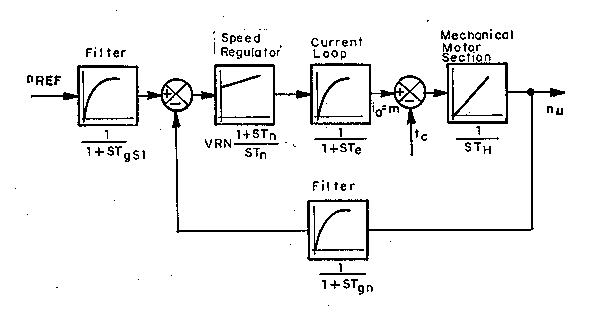 Filter
nREF
1
1+STgS1
+
−
Speed
Regulator
VRN 1+STn
STn
Current
Loop
ia=m
1
1+STe
+
−
tc
Mechanical
Motor
Section
1
STH
Filter
1
1+STgn